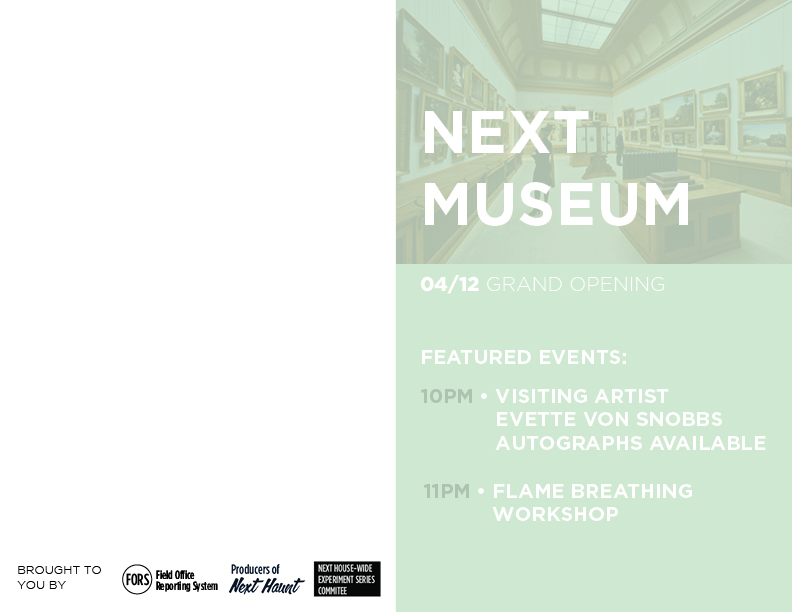 NEXT
MUSEUM
04/12 GRAND OPENING
FEATURED EVENTS:
10PM • VISITING ARTIST
EVETTE VON SNOBBS
AUTOGRAPHS AVAILABLE
11PM • FLAME BREATHING
WORKSHOP
BROUGHT TO
YOU BY
FORS
Field Office
Reporting System
Producers of
Next Haunt
NEXT HOUSE-WIDE
EXPERIMENT SERIES
COMMITEE